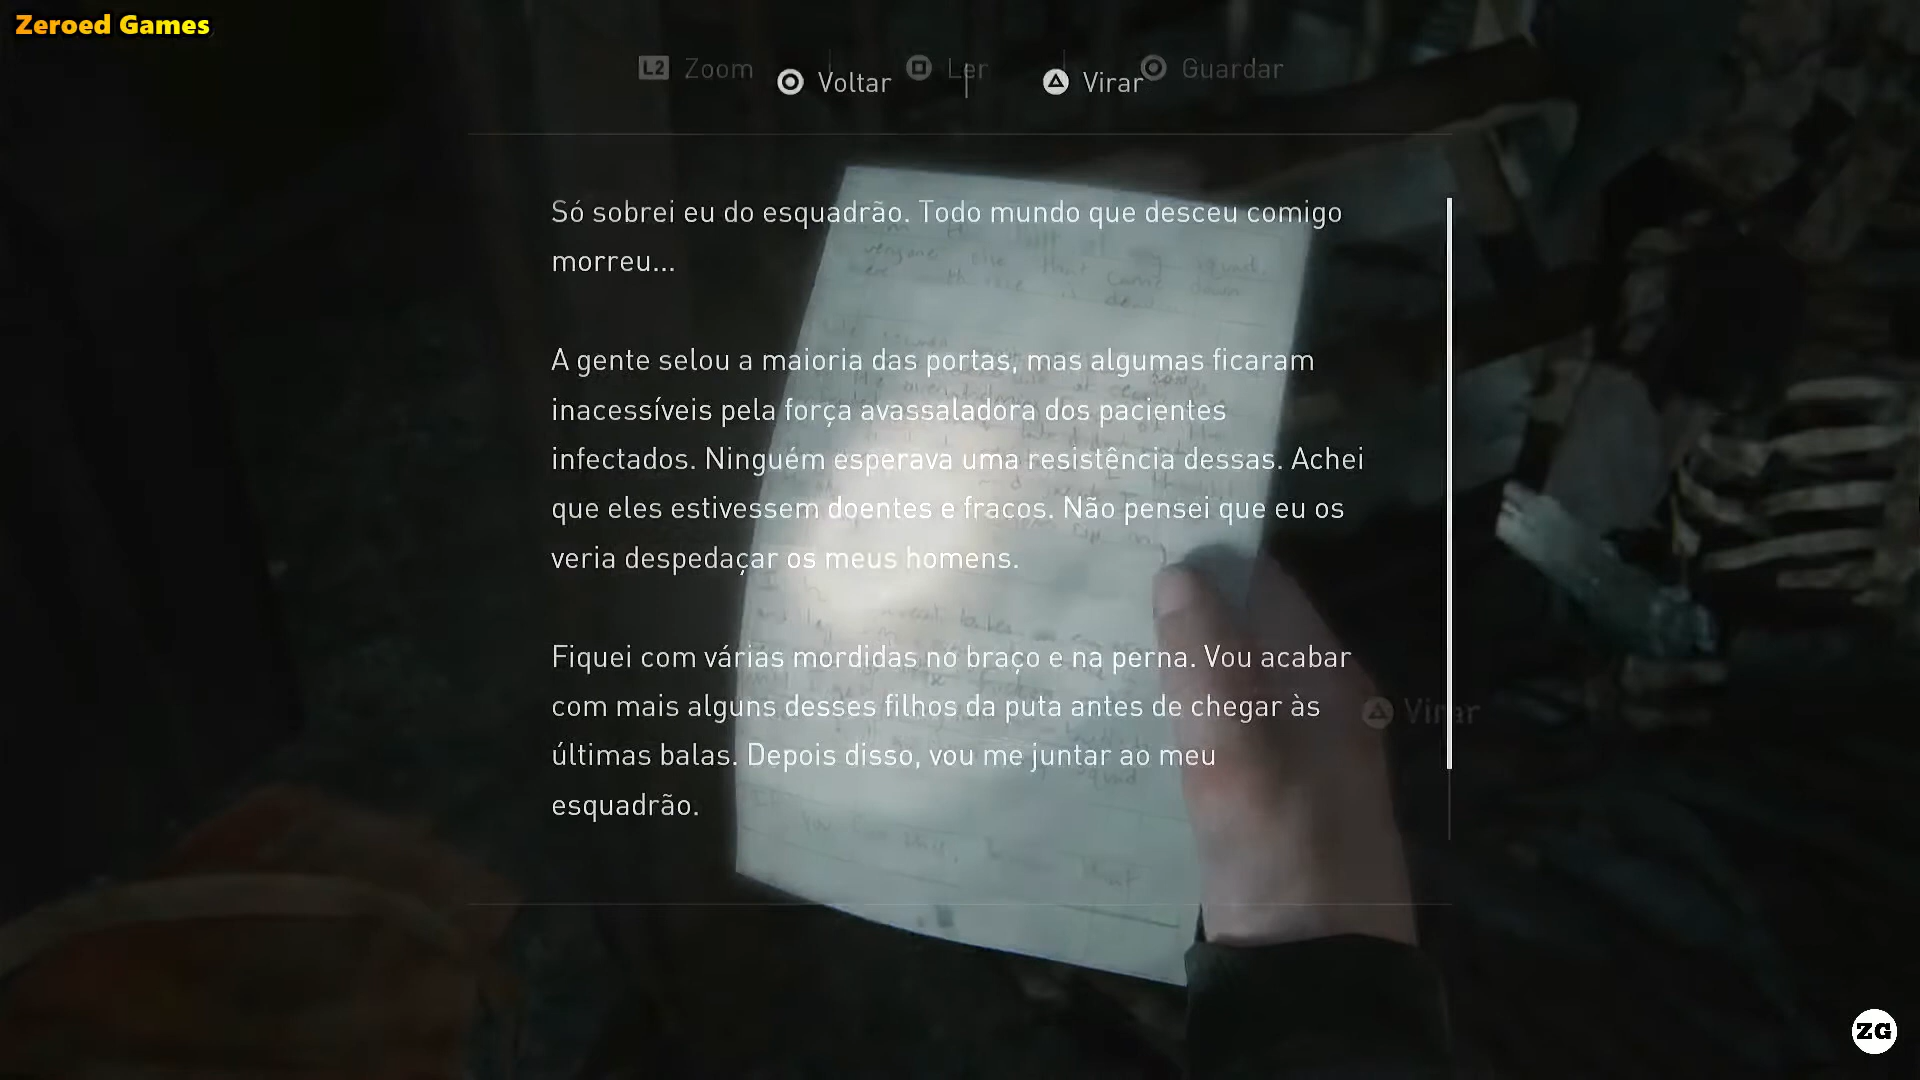 Zeroed Games
L2 Zoom
Ler
Guardar
Voltar
Virar
Só sobrei eu do esquadrão. Todo mundo que desceu comigo
morreu...
A gente selou a maioria das portas, mas algumas ficaram
inacessíveis pela força avassaladora dos pacientes
infectados. Ninguém esperava uma resistência dessas. Achei
que eles estivessem doentes e fracos. Não pensei que eu os
veria despedaçar os meus homens.
Fiquei com várias mordidas no braço e na perna. Vou acabar
com mais alguns desses filhos da puta antes de chegar às
últimas balas. Depois disso, vou me juntar ao meu
esquadrão.
Virar
ZG